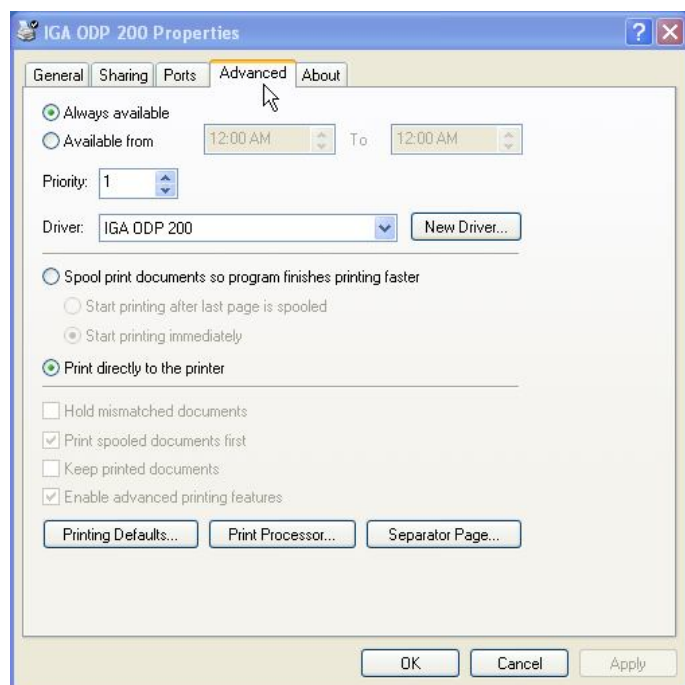 IGA ODP 200 Properties
General Sharing Ports Advanced About
Always available
Available from 12:00 AM To 12:00 AM
Priority: 1
Driver: IGA ODP 200 New Driver...
Spool print documents so program finishes printing faster
Start printing after last page is spooled
Start printing immediately
Print directly to the printer
Hold mismatched documents
Print spooled documents first
Keep printed documents
Enable advanced printing features
Printing Defaults... Print Processor... Separator Page...
OK Cancel Apply